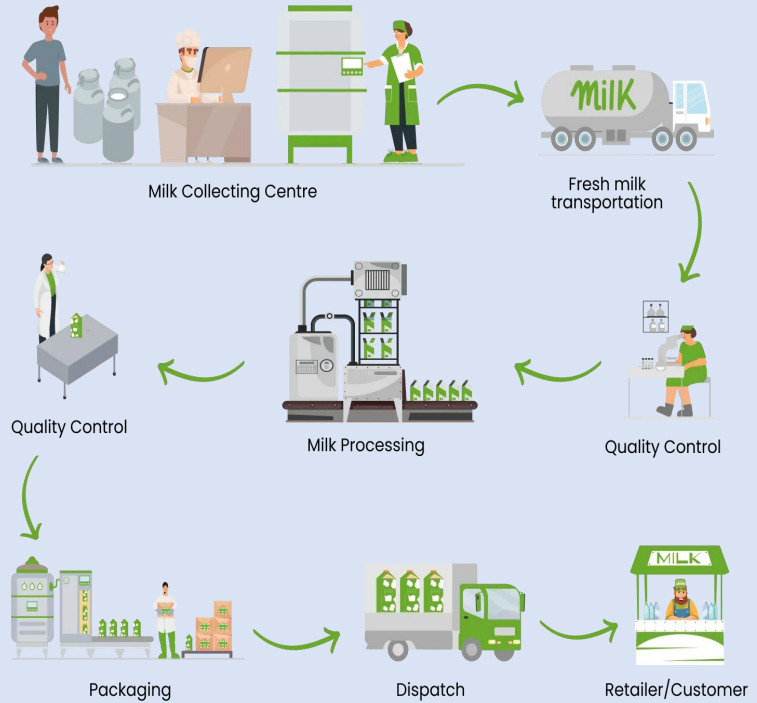 Milk Collecting Centre
MilK
Fresh milk
transportation
Quality Control
Milk Processing
Quality Control
Packaging
Dispatch
MILK
Retailer/Customer